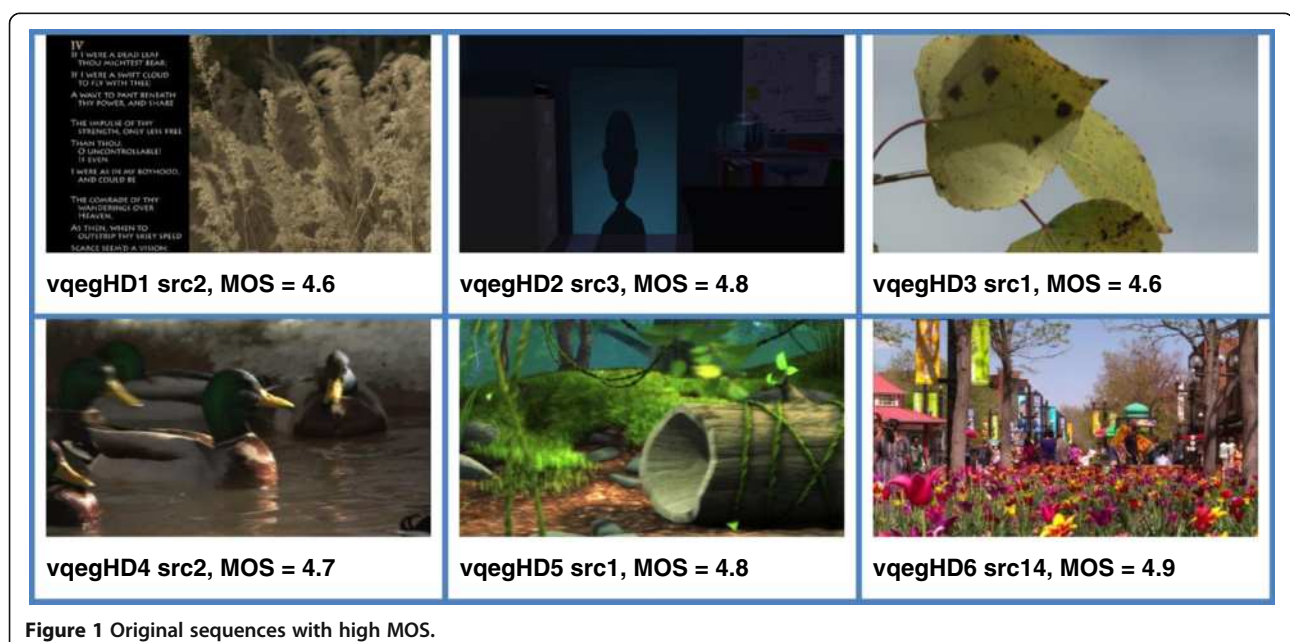 IV
IF I WERE A DEAD LEAF
THOU MIGHTEST BEAR;
IF I WERE A SWIFT CLOUD
TO FLY WITH THEE;
A WAVE TO PANT BENEATH
THY POWER, AND SHARE
THE IMPULSE OF THY
STRENGTH, ONLY LESS FREE
THAN THOU,
O UNCONTROLLABLE!
IF EVEN
I WERE AS IN MY BOYHOOD,
AND COULD BE
THE COMRADE OF THY
WANDERINGS OVER
HEAVEN,
AS THEN, WHEN TO
OUTSTRIP THY SKIEY SPEED
SCARCE SEEM'D A VISION;
vqegHD1 src2, MOS = 4.6
vqegHD2 src3, MOS = 4.8
vqegHD3 src1, MOS = 4.6
vqegHD4 src2, MOS = 4.7
vqegHD5 src1, MOS = 4.8
vqegHD6 src14, MOS = 4.9
Figure 1 Original sequences with high MOS.